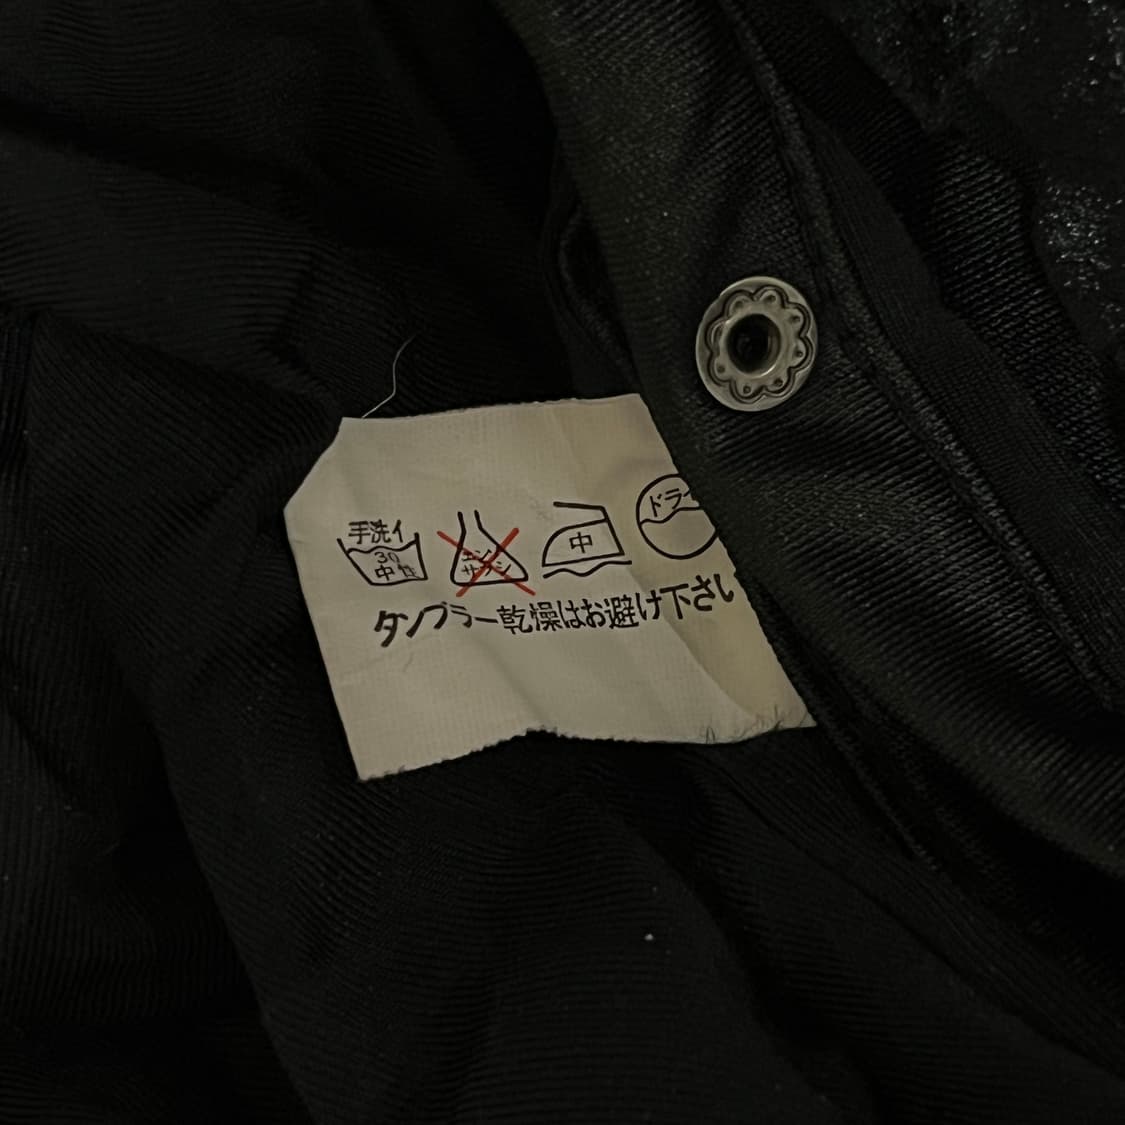 手洗イ
30
中性
エンソ
サラシ
中
ドライ
タンブラー乾燥はお避け下さい